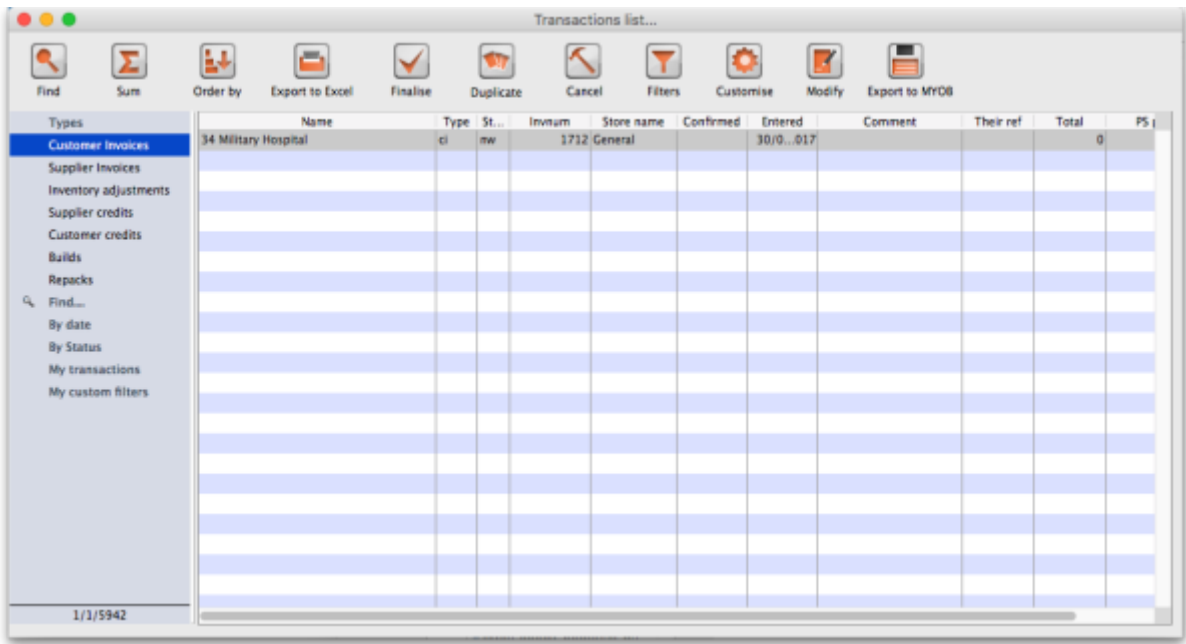 Transactions list...
Find Sum Order by Export to Excel Finalise Duplicate Cancel Filters Customise Modify Export to MYOB
Types
Customer Invoices
Supplier Invoices
Inventory adjustments
Supplier credits
Customer credits
Builds
Repacks
Find...
By date
By Status
My transactions
My custom filters
1/1/5942
Name Type St... Invnum Store name Confirmed Entered Comment Their ref Total PS
34 Military Hospital ci nw 1712 General 30/0...017 0